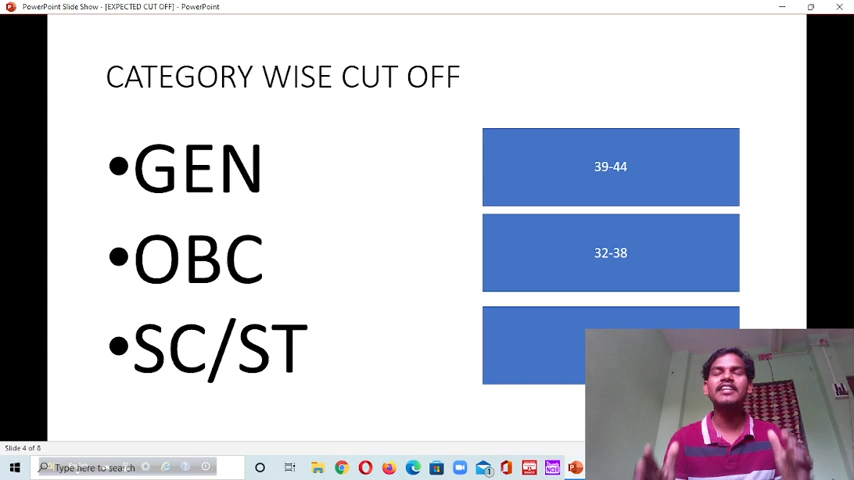 PowerPoint Slide Show - [EXPECTED CUT OFF] - PowerPoint
CATEGORY WISE CUT OFF
•GEN
39-44
•OBC
32-38
•SC/ST
Slide 4 of 8
Type here to search